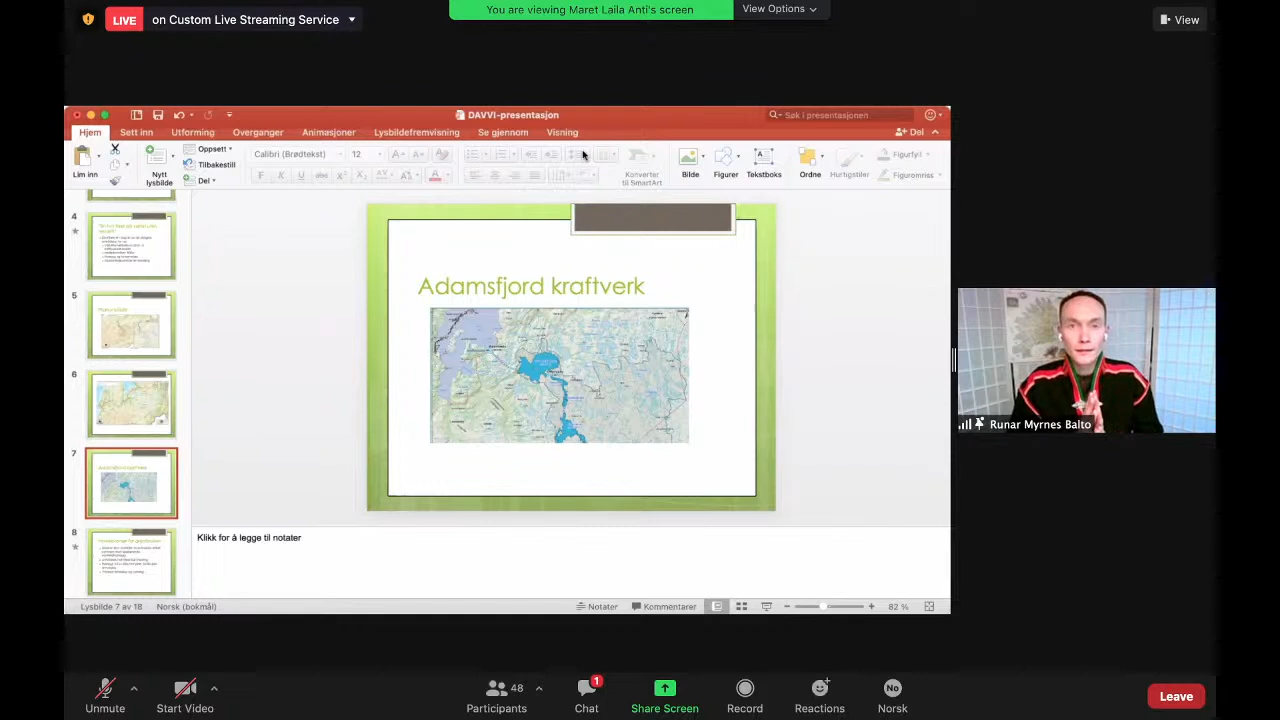 LIVE on Custom Live Streaming Service
You are viewing Maret Laila Anti's screen
View Options
View
DAVVI-presentasjon
Søk i presentasjonen
Hjem Sett inn Utforming Overganger Animasjoner Lysbildefremvisning Se gjennom Visning
Del
Lim inn
Nytt lysbilde
Oppsett
Tilbakestill
Del
Calibri (Brødtekst) 12
Konverter til SmartArt
Bilde
Figurer
Tekstboks
Ordne
Hurtigstiler
Figurfyll
Figuromriss
4
5
6
7
8
Adamsfjord kraftverk
Klikk for å legge til notater
Lysbilde 7 av 18 Norsk (bokmål)
Notater Kommentarer 82 %
Runar Myrnes Balto
Unmute
Start Video
48
Participants
1
Chat
Share Screen
Record
Reactions
No
Norsk
Leave